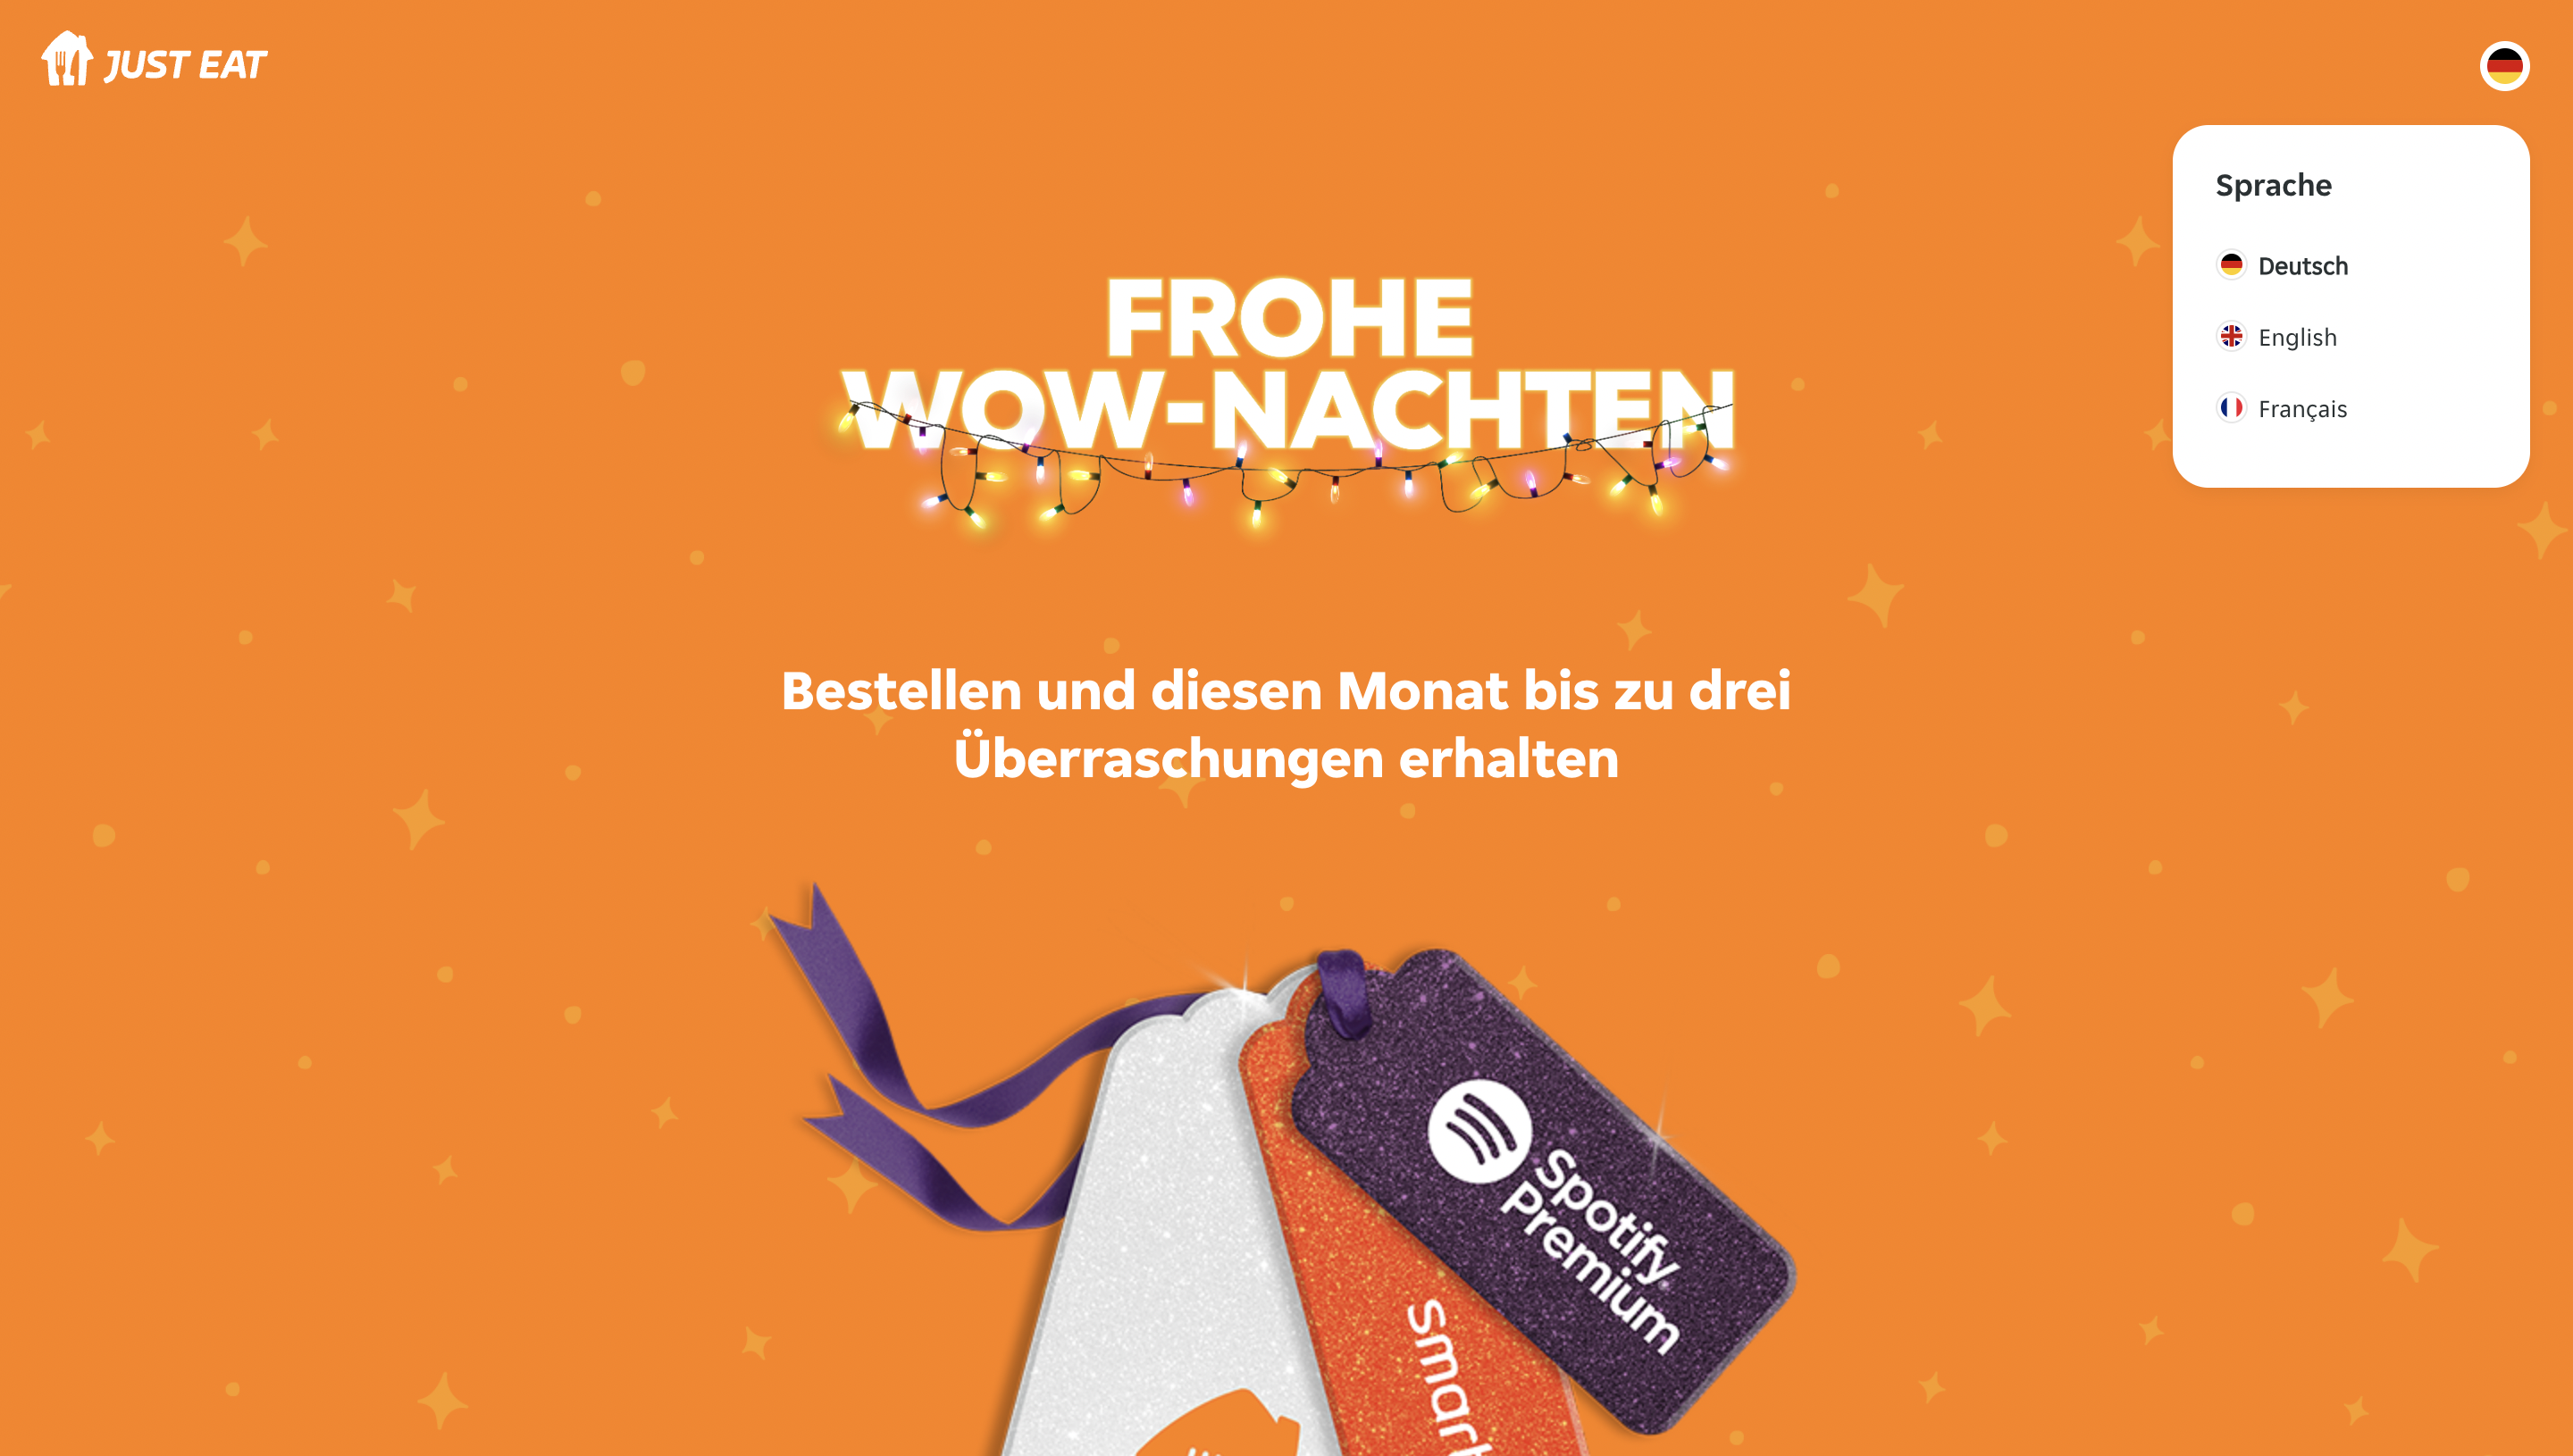 JUST EAT
Sprache
Deutsch
English
Français
FROHE
WOW-NACHTEN
Bestellen und diesen Monat bis zu drei
Überraschungen erhalten
Spotify
Premium